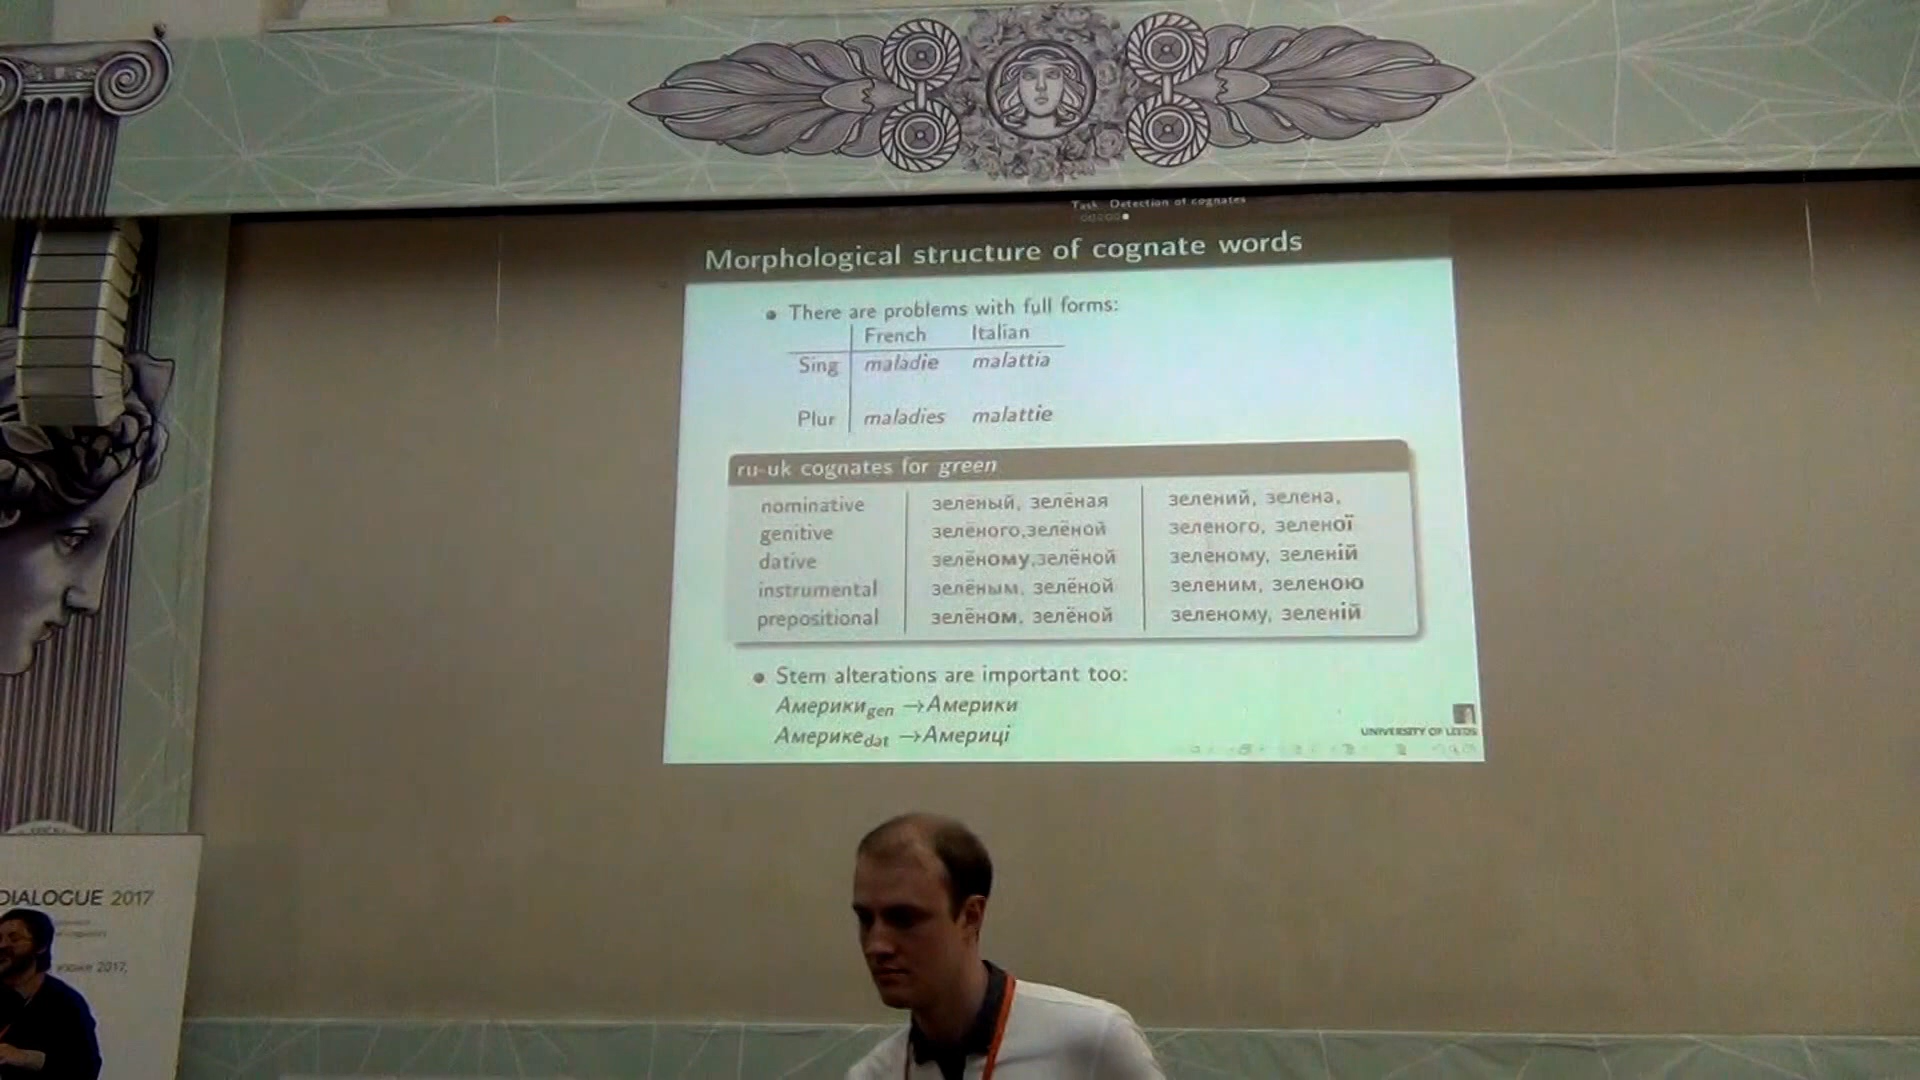 Task Detection of cognates
Morphological structure of cognate words
There are problems with full forms:
French Italian
Sing maladie malattia
Plur maladies malattie
ru-uk cognates for green
nominative зелёный, зелёная зелений, зелена,
genitive зелёного,зелёной зеленого, зеленої
dative зелёному,зелёной зеленому, зеленій
instrumental зелёным, зелёной зеленим, зеленою
prepositional зелёном, зелёной зеленому, зеленій
Stem alterations are important too:
Америкиgen →Америки
Америкеdat →Америці
UNIVERSITY OF LEEDS
DIALOGUE 2017
июня 2017,